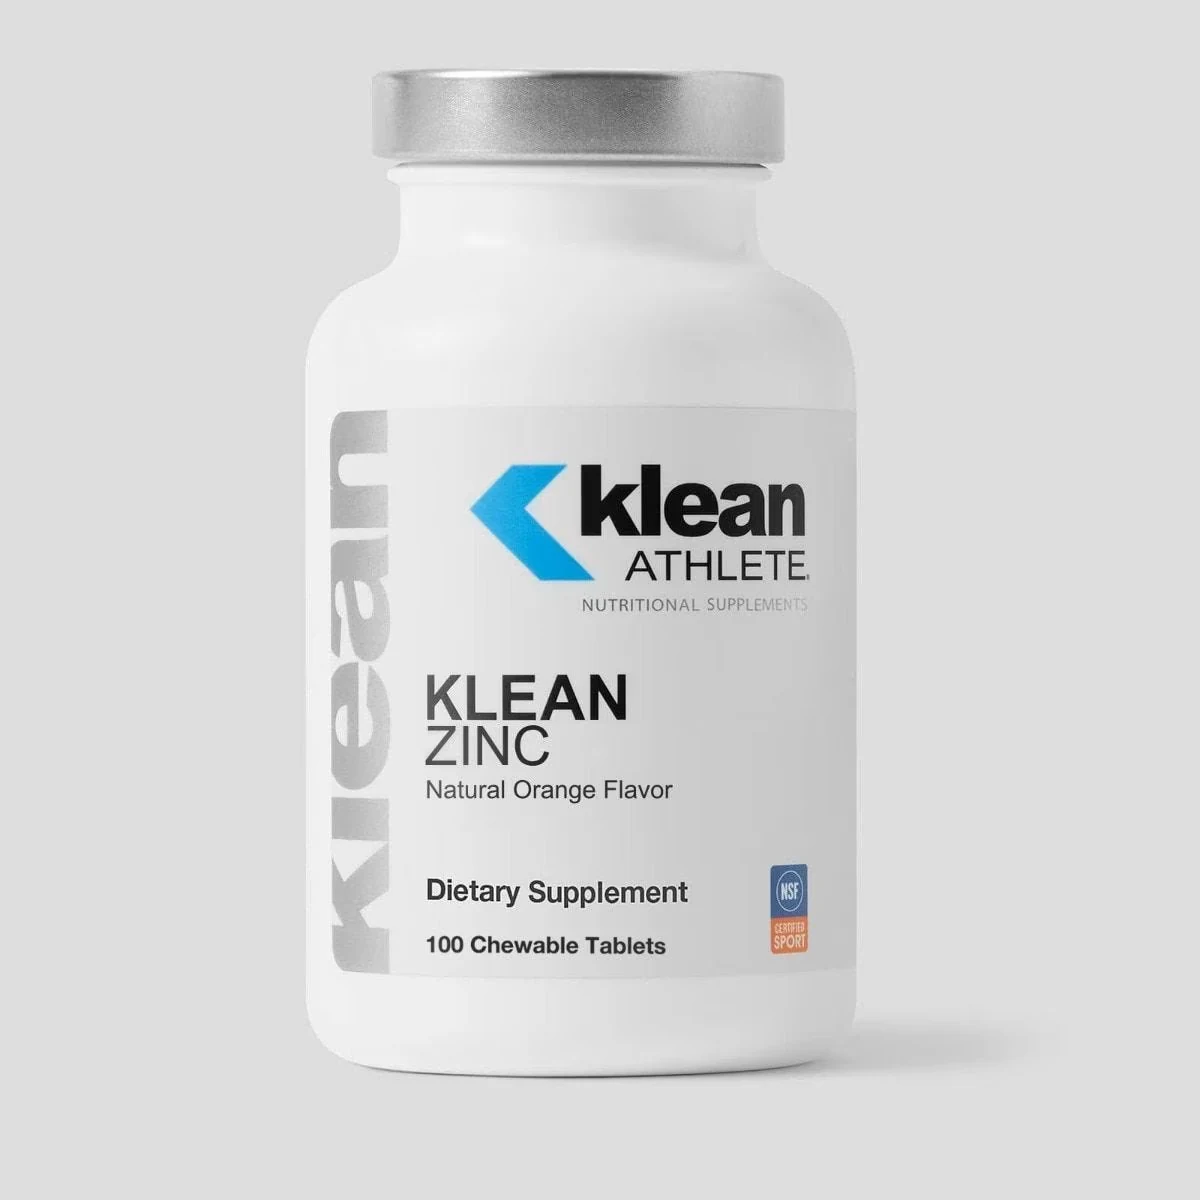 klean
klean
ATHLETE®
NUTRITIONAL SUPPLEMENTS
KLEAN
ZINC
Natural Orange Flavor
Dietary Supplement
100 Chewable Tablets
NSF
CERTIFIED
SPORT